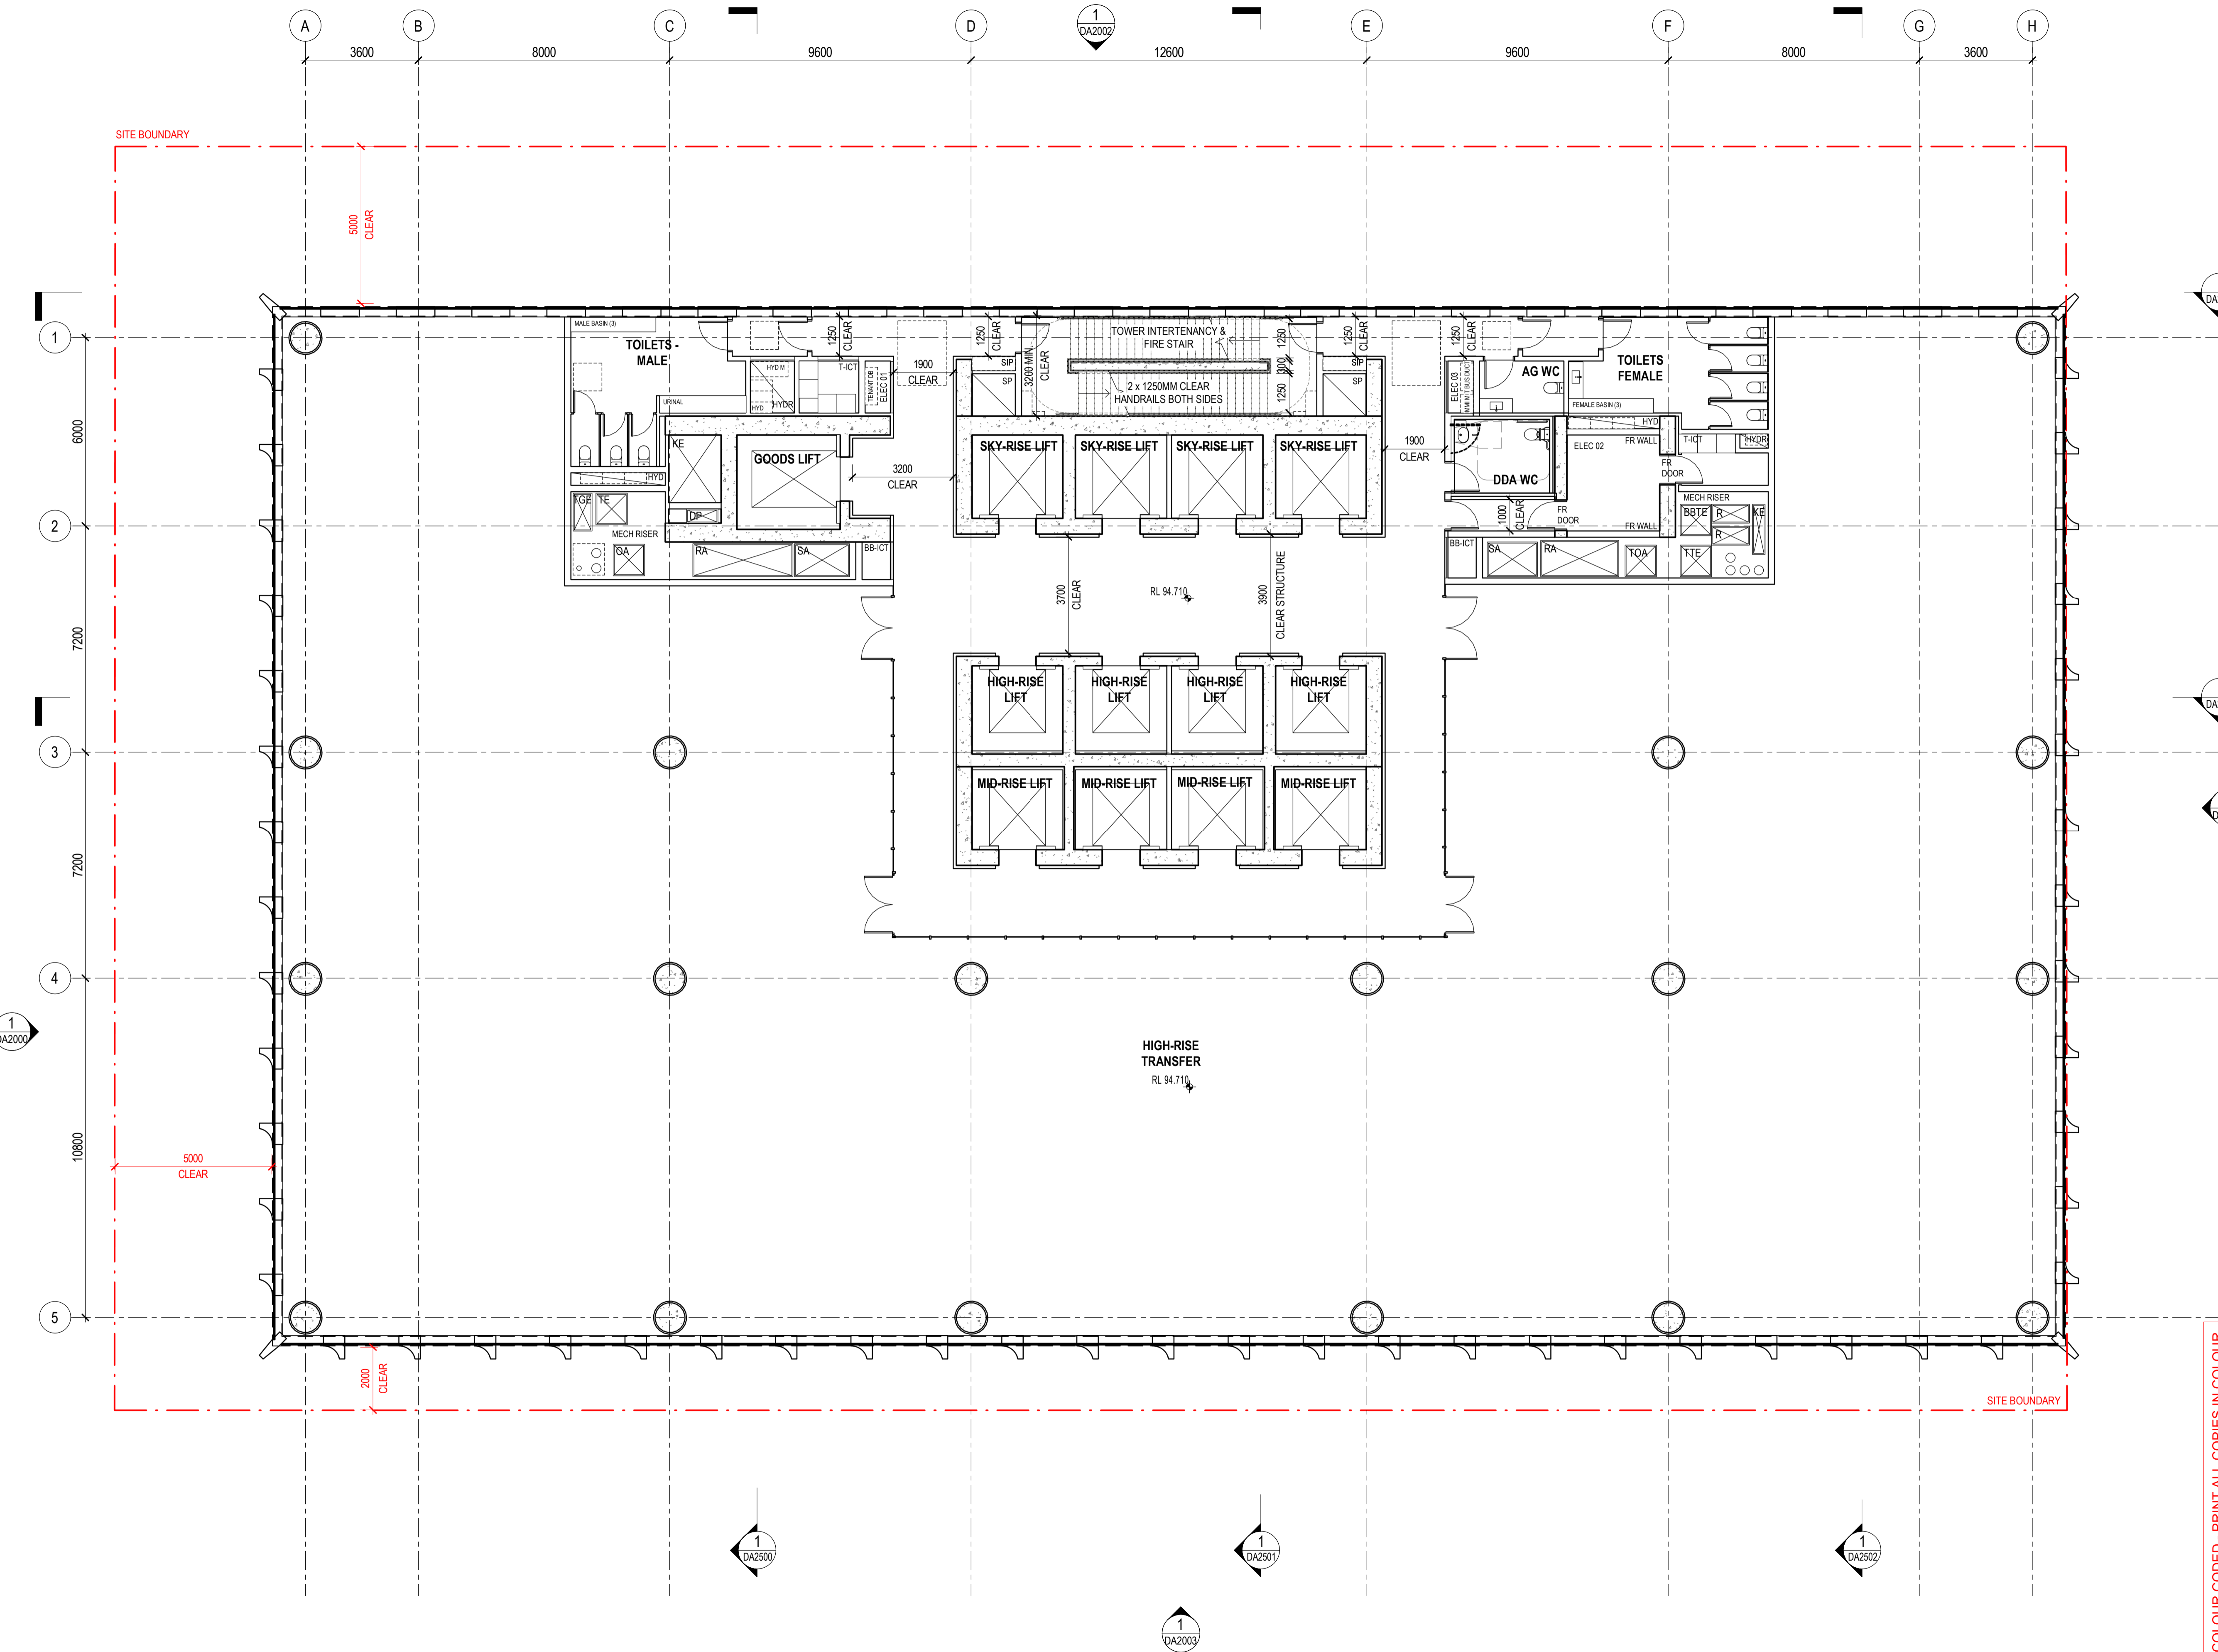 A
B
C
D
E
F
G
H
1
DA2002
3600
8000
9600
12600
9600
8000
3600
SITE BOUNDARY
5000
CLEAR
1
MALE BASIN (3)
TOILETS -
MALE
1250
CLEAR
1900
CLEAR
1250
CLEAR
3200 MIN.
CLEAR
TOWER INTERTENANCY &
FIRE STAIR
2 x 1250MM CLEAR
HANDRAILS BOTH SIDES
1250
300
1250
1250
CLEAR
1250
CLEAR
SIP
SP
SIP
SP
HYD M
HYD
HYDR
T-ICT
TENANT DB
ELEC 01
URINAL
ELEC 03
AG WC
TOILETS
FEMALE
FEMALE BASIN (3)
6000
KE
GOODS LIFT
SKY-RISE LIFT
SKY-RISE LIFT
SKY-RISE LIFT
SKY-RISE LIFT
1900
CLEAR
3200
CLEAR
HYD
FR WALL
ELEC 02
T-ICT
HYDR
FR
DOOR
DDA WC
HYD
TGE
TE
DP
MECH RISER
OA
RA
SA
BB-ICT
1000
CLEAR
FR
DOOR
FR WALL
MECH RISER
BBTE
R
R
KE
BB-ICT
SA
RA
TOA
TTE
2
7200
3700
CLEAR
RL 94.710
3900
CLEAR STRUCTURE
HIGH-RISE
LIFT
HIGH-RISE
LIFT
HIGH-RISE
LIFT
HIGH-RISE
LIFT
3
MID-RISE LIFT
MID-RISE LIFT
MID-RISE LIFT
MID-RISE LIFT
7200
4
1
DA2000
HIGH-RISE
TRANSFER
RL 94.710
10800
5000
CLEAR
5
2000
CLEAR
SITE BOUNDARY
1
DA2500
1
DA2501
1
DA2502
1
DA2003
COLOUR CODED - PRINT ALL COPIES IN COLOUR